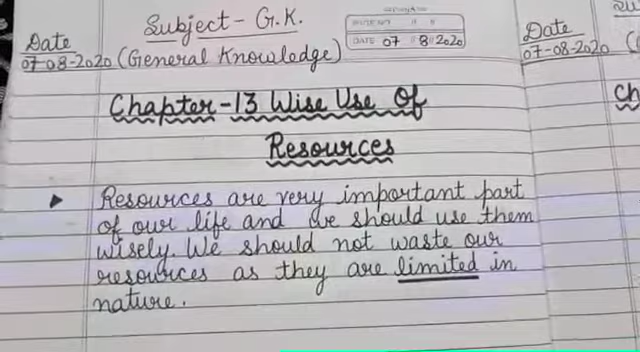 Subject - G.K.
Date
07-08-2020 (General Knowledge)
DATE 07 8 2020
Chapter-13 Wise Use Of
Resources
Resources are very important part
of our life and we should use them
wisely. We should not waste our
resources as they are limited in
nature.
Date
07-08-2020 (
Ch